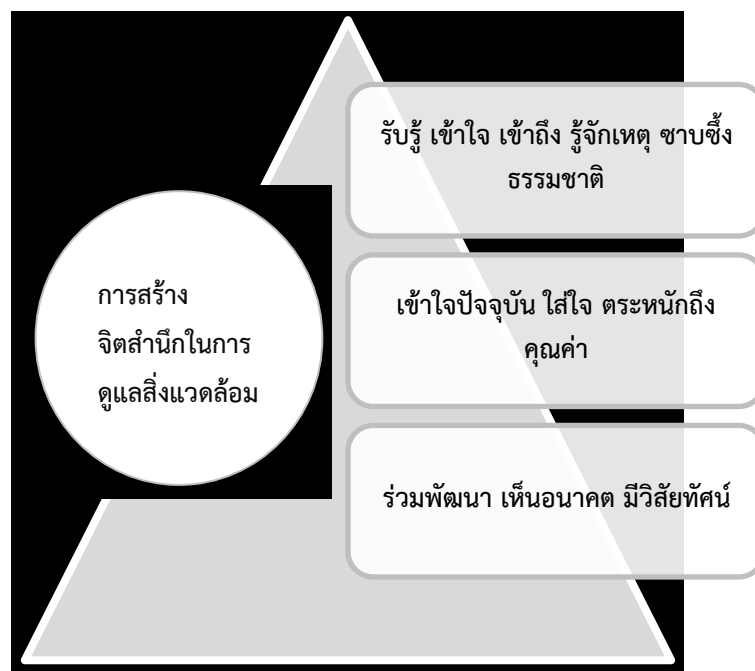 รับรู้ เข้าใจ เข้าถึง รู้จักเหตุ ซาบซึ้ง
ธรรมชาติ
การสร้าง
จิตสำนึกในการ
ดูแลสิ่งแวดล้อม
เข้าใจปัจจุบัน ใส่ใจ ตระหนักถึง
คุณค่า
ร่วมพัฒนา เห็นอนาคต มีวิสัยทัศน์